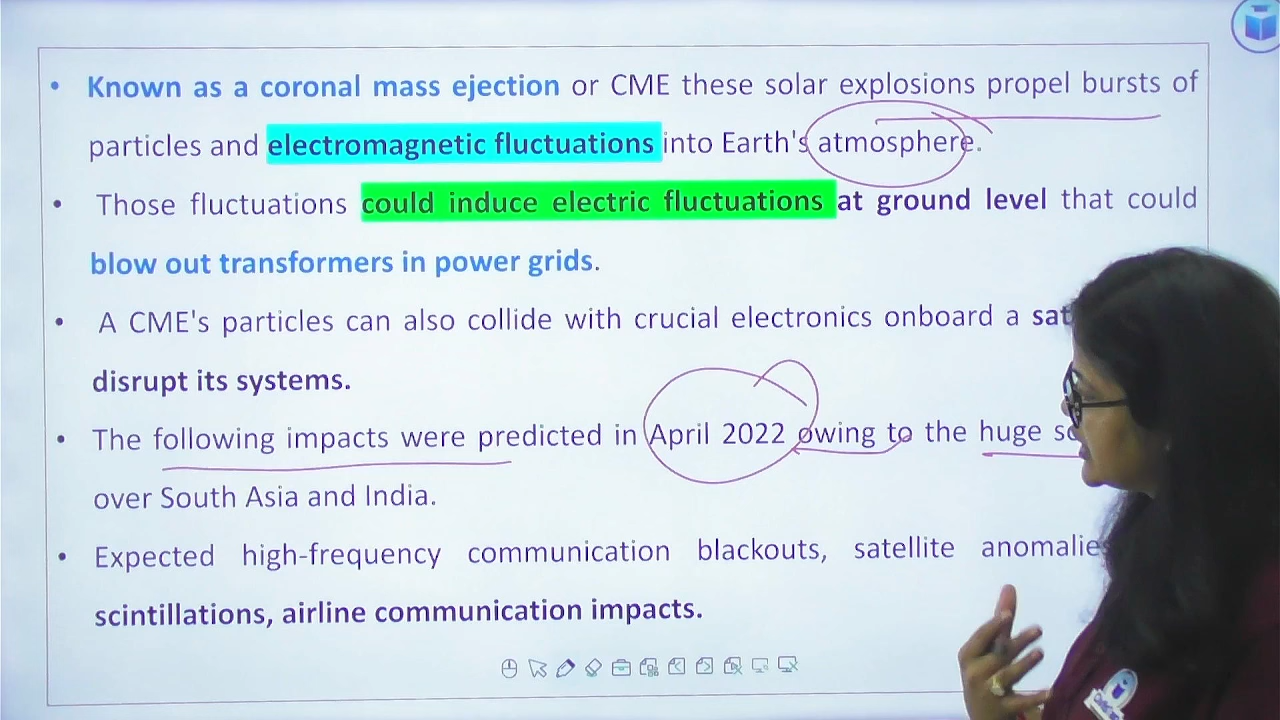 • Known as a coronal mass ejection or CME these solar explosions propel bursts of
particles and electromagnetic fluctuations into Earth's atmosphere.
• Those fluctuations could induce electric fluctuations at ground level that could
blow out transformers in power grids.
• A CME's particles can also collide with crucial electronics onboard a
disrupt its systems.
• The following impacts were predicted in April 2022 owing to the huge
over South Asia and India.
• Expected high-frequency communication blackouts, satellite anomalies
scintillations, airline communication impacts.